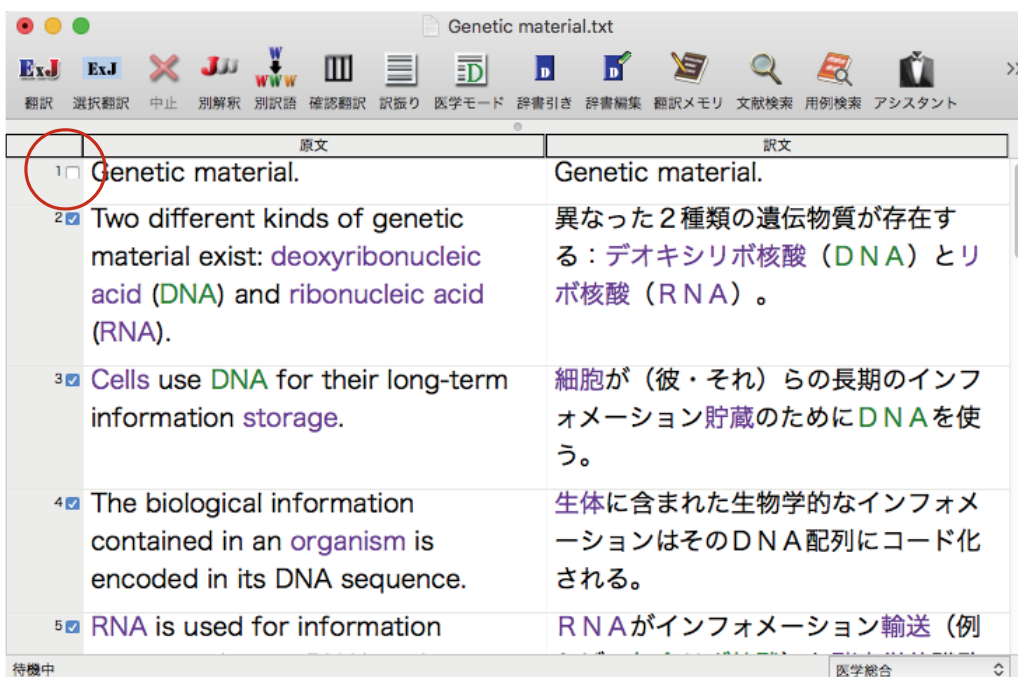 Genetic material.txt
ExJ ExJ J W WWW D D D
翻訳 選択翻訳 中止 別解釈 別訳語 確認翻訳 訳振り 医学モード 辞書引き 辞書編集 翻訳メモリ 文献検索 用例検索 アシスタント
原文 訳文
1 Genetic material. Genetic material.
2 Two different kinds of genetic
material exist: deoxyribonucleic
acid (DNA) and ribonucleic acid
(RNA).
異なった2種類の遺伝物質が存在す
る：デオキシリボ核酸（ＤＮＡ）とリ
ボ核酸（ＲＮＡ）。
3 Cells use DNA for their long-term
information storage.
細胞が（彼・それ）らの長期のインフ
ォメーション貯蔵のためにＤＮＡを使
う。
4 The biological information
contained in an organism is
encoded in its DNA sequence.
生体に含まれた生物学的なインフォメ
ーションはそのＤＮＡ配列にコード化
される。
5 RNA is used for information
ＲＮＡがインフォメーション輸送（例
待機中 医学総合